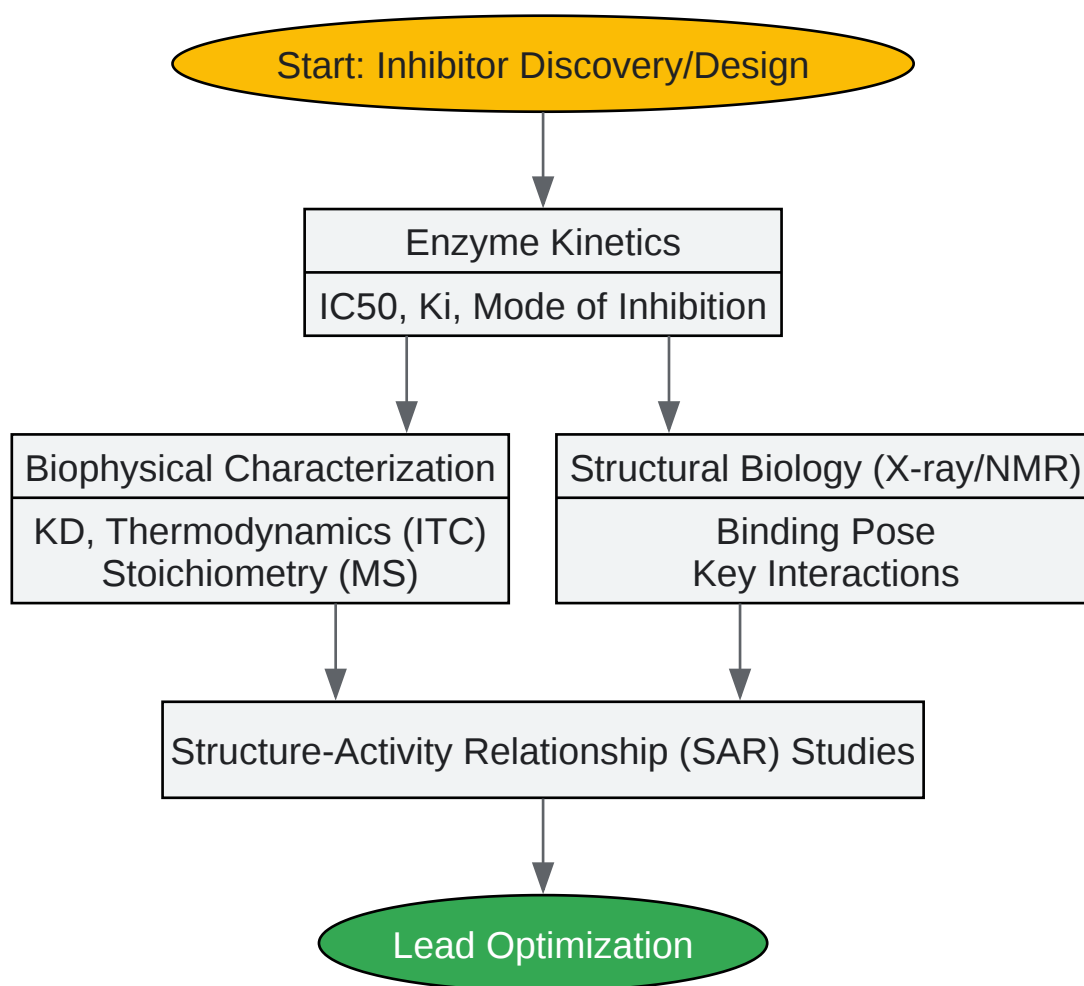 Start: Inhibitor Discovery/Design
Enzyme Kinetics
IC50, Ki, Mode of Inhibition
Biophysical Characterization
KD, Thermodynamics (ITC)
Stoichiometry (MS)
Structural Biology (X-ray/NMR)
Binding Pose
Key Interactions
Structure-Activity Relationship (SAR) Studies
Lead Optimization